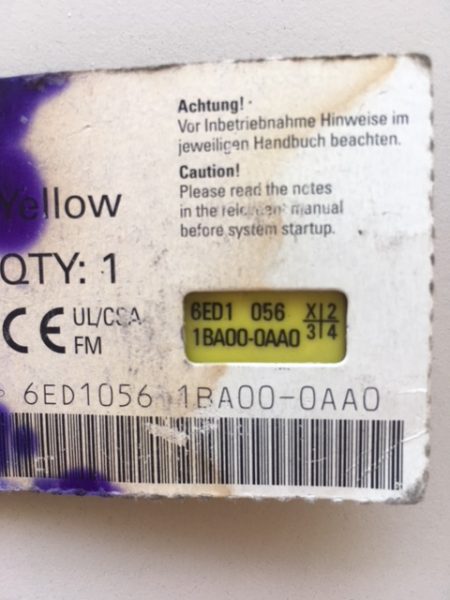 Achtung!
Vor Inbetriebnahme Hinweise im
jeweiligen Handbuch beachten.
Caution!
Please read the notes
in the relevant manual
before system startup.
Yellow
QTY: 1
CE UL/CSA
FM
6ED1 056 X 2
1BA00-0AA0 3 4
6ED1056 1BA00-0AA0